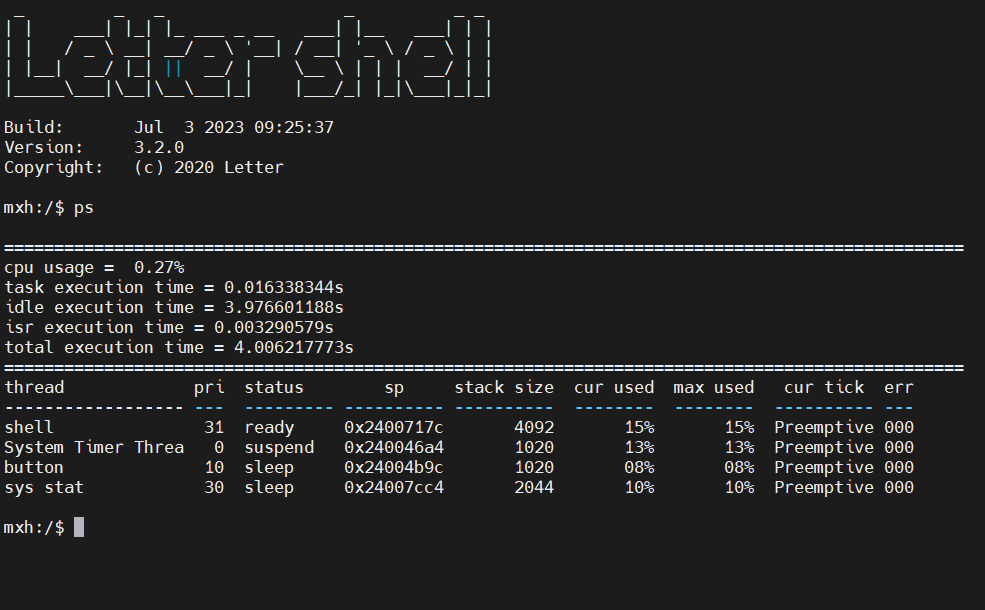 Letter shell
Build:       Jul  3 2023 09:25:37
Version:     3.2.0
Copyright:   (c) 2020 Letter
mxh:/$ ps
================================================================================================
cpu usage =  0.27%
task execution time = 0.016338344s
idle execution time = 3.976601188s
isr execution time = 0.003290579s
total execution time = 4.006217773s
================================================================================================
thread             pri  status        sp     stack size  cur used  max used   cur tick  err
------------------ ---  --------- ---------- ----------  --------  --------  ---------- ---
shell               31  ready     0x2400717c       4092       15%       15%  Preemptive 000
System Timer Threa   0  suspend   0x240046a4       1020       13%       13%  Preemptive 000
button              10  sleep     0x24004b9c       1020       08%       08%  Preemptive 000
sys stat            30  sleep     0x24007cc4       2044       10%       10%  Preemptive 000
mxh:/$